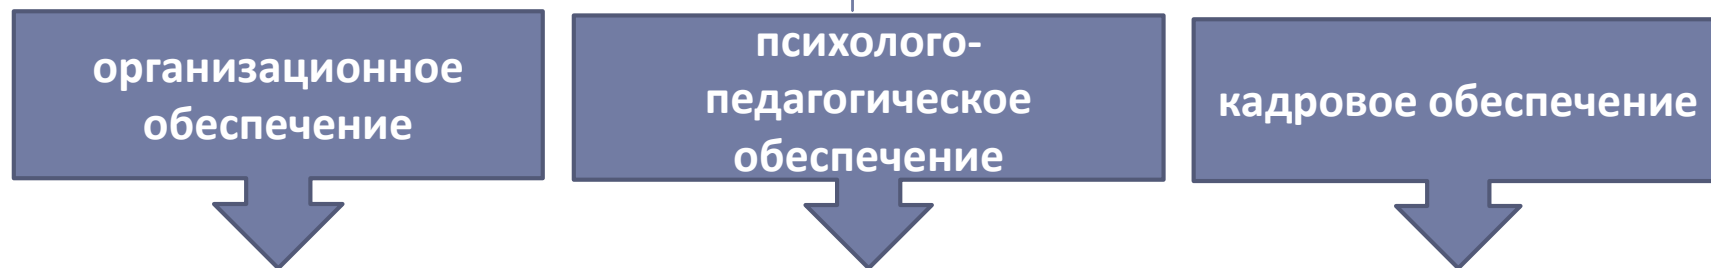 организационное
обеспечение
психолого-
педагогическое
обеспечение
кадровое обеспечение